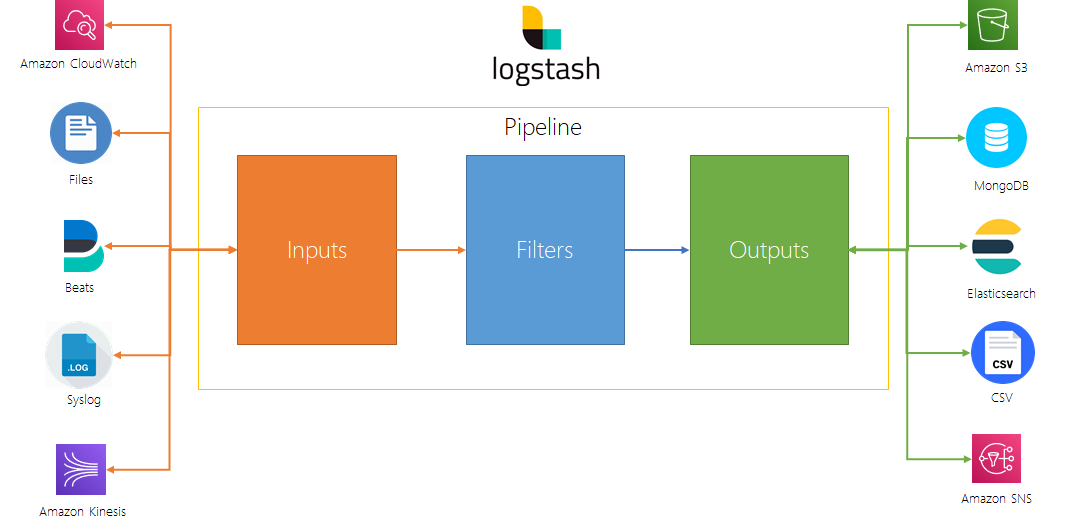 logstash
Amazon CloudWatch
Files
Beats
.LOG
Syslog
Amazon Kinesis
Pipeline
Inputs
Filters
Outputs
Amazon S3
MongoDB
Elasticsearch
CSV
CSV
Amazon SNS